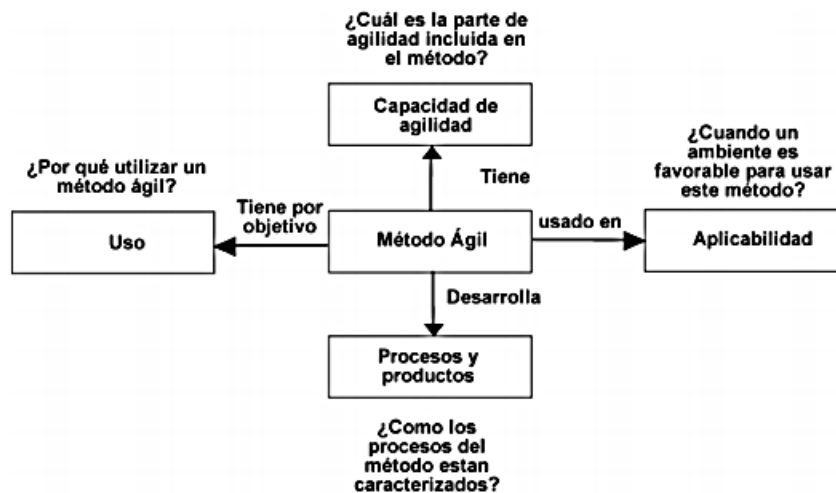 ¿Cuál es la parte de
agilidad incluida en
el método?
Capacidad de
agilidad
¿Cuando un
ambiente es
favorable para usar
este método?
¿Por qué utilizar un
método ágil?
Tiene
Tiene por
objetivo
usado en
Uso
Método Ágil
Aplicabilidad
Desarrolla
Procesos y
productos
¿Como los
procesos del
método estan
caracterizados?